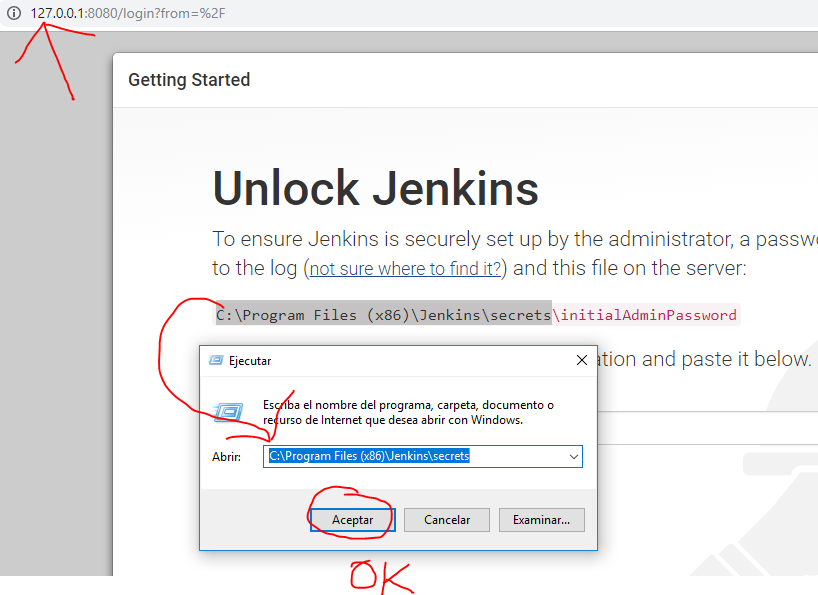 127.0.0.1:8080/login?from=%2F
Getting Started
Unlock Jenkins
To ensure Jenkins is securely set up by the administrator, a
to the log (not sure where to find it?) and this file on the server:
C:\Program Files (x86)\Jenkins\secrets\initialAdminPassword
and paste it below.
Ejecutar
Escriba el nombre del programa, carpeta, documento o
recurso de Internet que desea abrir con Windows.
Abrir: C:\Program Files (x86)\Jenkins\secrets
Aceptar Cancelar Examinar...
OK